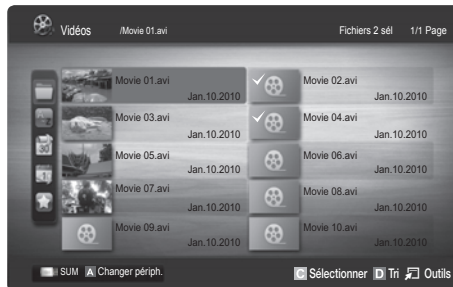 Vidéos /Movie 01.avi Fichiers 2 sél 1/1 Page
Movie 01.avi Movie 02.avi
Jan.10.2010 Jan.10.2010
Movie 03.avi Movie 04.avi
Jan.10.2010 Jan.10.2010
Movie 05.avi Movie 06.avi
Jan.10.2010 Jan.10.2010
Movie 07.avi Movie 08.avi
Jan.10.2010 Jan.10.2010
Movie 09.avi Movie 10.avi
Jan.10.2010 Jan.10.2010
SUM A Changer périph. C Sélectionner D Tri Outils